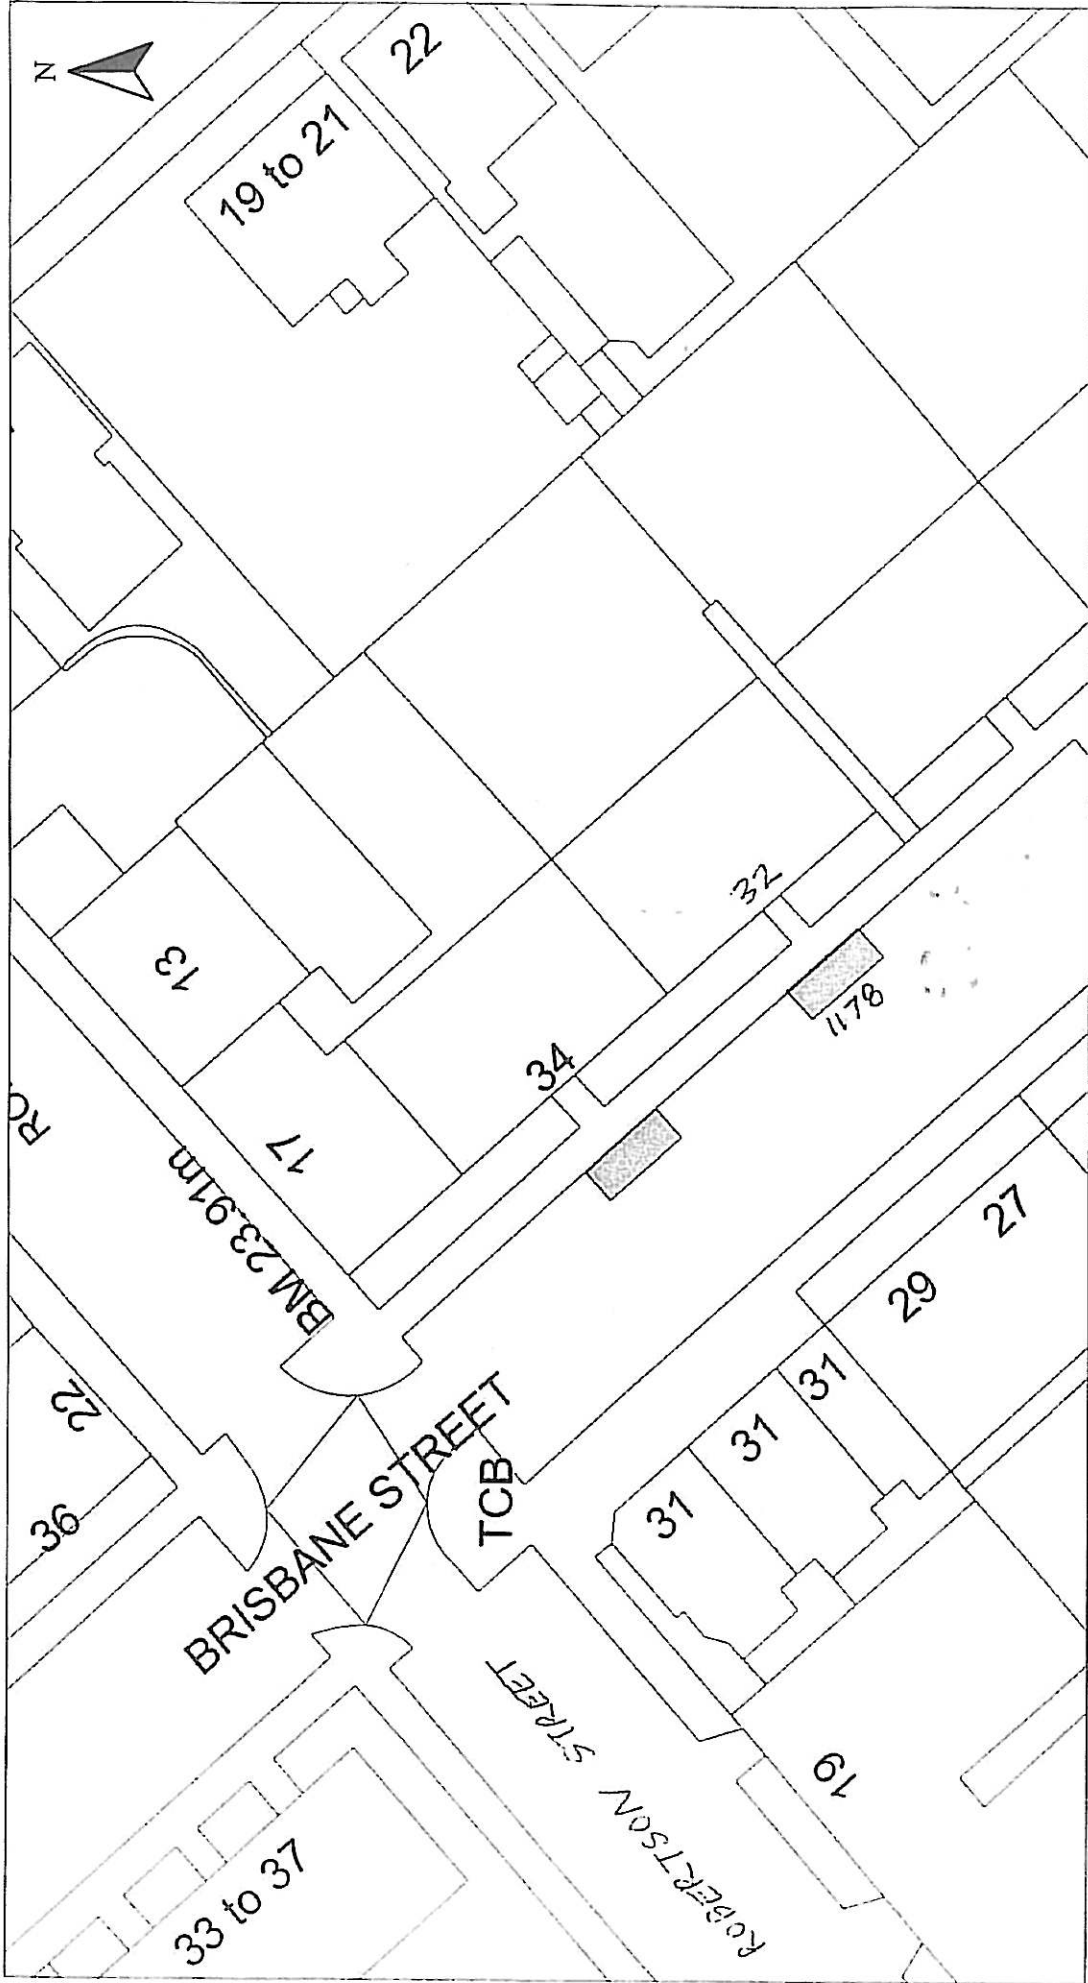 N
22
19 to 21
13
17
BM 23.91m
34
32
1178
22
36
BRISBANE STREET
TCB
31
31
31
29
27
ROBERTSON STREET
19
33 to 37